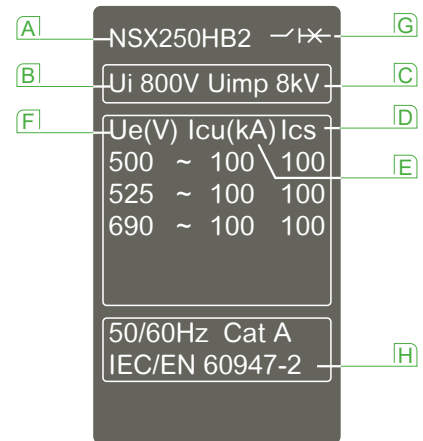 A NSX250HB2 G
B Ui 800V Uimp 8kV C
F Ue(V) Icu(kA) Ics D
500 ~ 100 100 E
525 ~ 100 100
690 ~ 100 100
50/60Hz Cat A
IEC/EN 60947-2 H